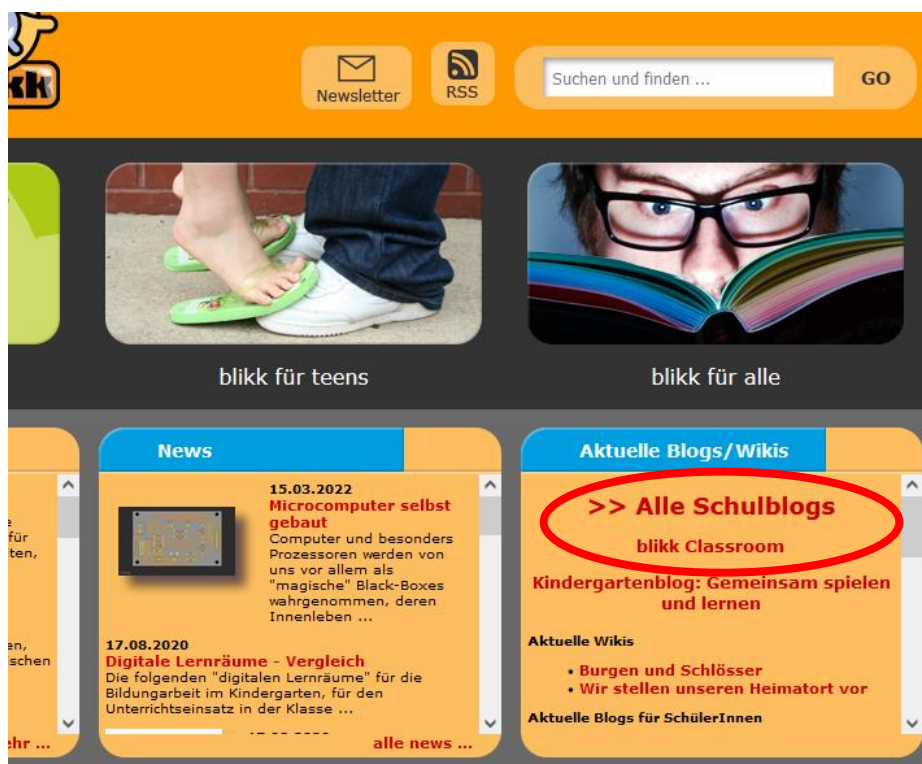 Newsletter
RSS
Suchen und finden ...
GO
blikk für teens
blikk für alle
für
ten,
en,
schen
News
15.03.2022
Microcomputer selbst
gebaut
Computer und besonders
Prozessoren werden von
uns vor allem als
"magische" Black-Boxes
wahrgenommen, deren
Innenleben ...
17.08.2020
Digitale Lernräume - Vergleich
Die folgenden "digitalen Lernräume" für die
Bildungarbeit im Kindergarten, für den
Unterrichtseinsatz in der Klasse ...
alle news ...
Aktuelle Blogs/Wikis
>> Alle Schulblogs
blikk Classroom
Kindergartenblog: Gemeinsam spielen
und lernen
Aktuelle Wikis
• Burgen und Schlösser
• Wir stellen unseren Heimatort vor
Aktuelle Blogs für SchülerInnen